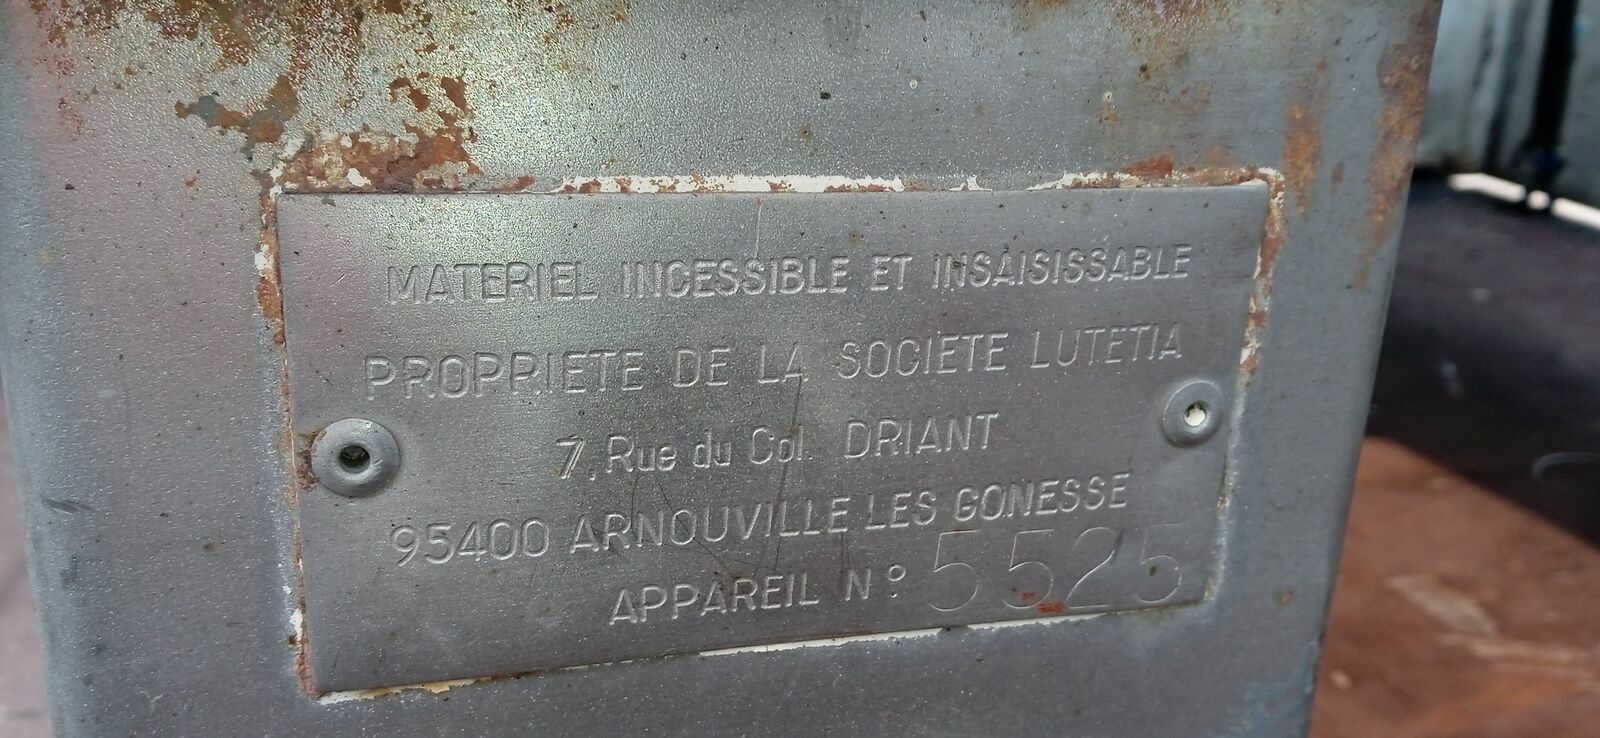 MATERIEL INCESSIBLE ET INSAISISSABLE
PROPRIETE DE LA SOCIETE LUTETIA
7, Rue du Col. DRIANT
95400 ARNOUVILLE LES GONESSE
APPAREIL N° 5525